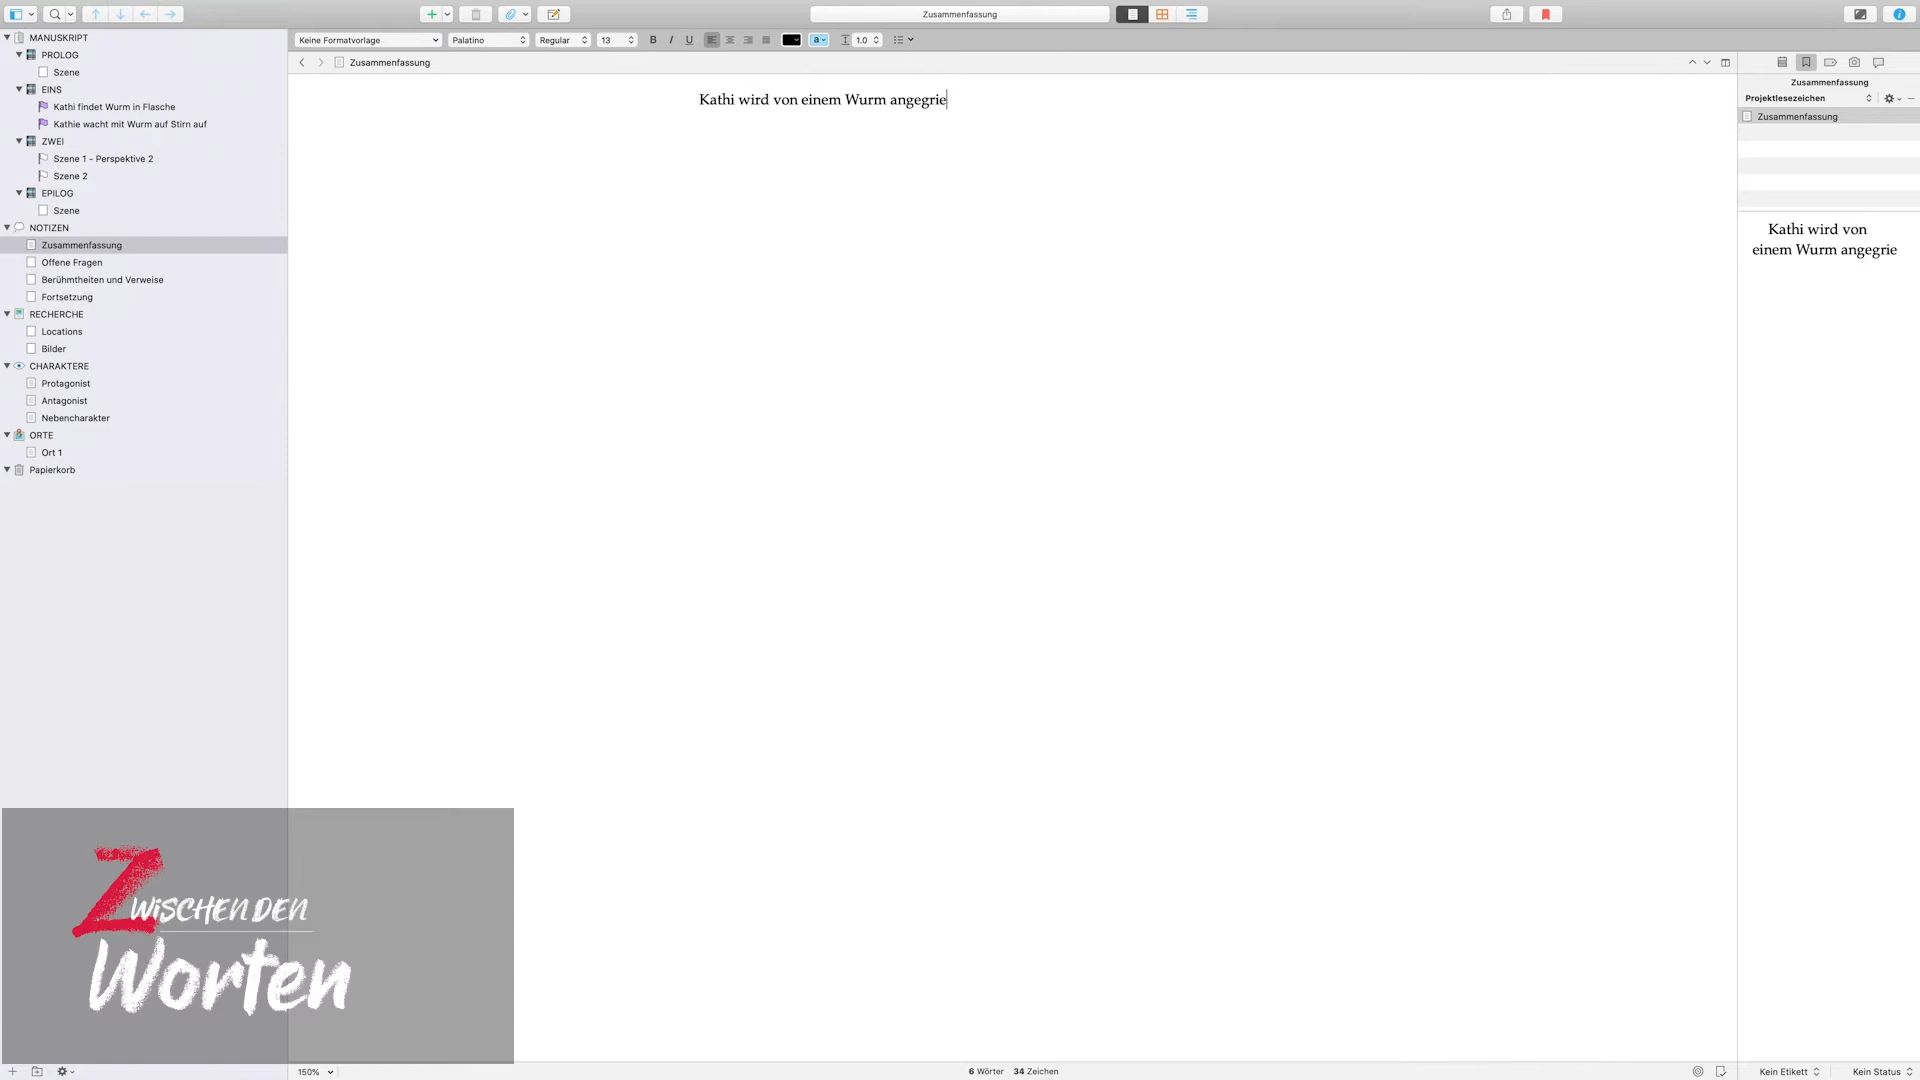 Zusammenfassung
Keine Formatvorlage
Palatino
Regular
13
B
I
U
a
1.0
MANUSKRIPT
PROLOG
Szene
EINS
Kathi findet Wurm in Flasche
Kathie wacht mit Wurm auf Stirn auf
ZWEI
Szene 1 - Perspektive 2
Szene 2
EPILOG
Szene
NOTIZEN
Zusammenfassung
Offene Fragen
Berühmtheiten und Verweise
Fortsetzung
RECHERCHE
Locations
Bilder
CHARAKTERE
Protagonist
Antagonist
Nebencharakter
ORTE
Ort 1
Papierkorb
Zusammenfassung
Kathi wird von einem Wurm angegrie
Zusammenfassung
Projektlesezeichen
Zusammenfassung
Kathi wird von
einem Wurm angegrie
ZWISCHEN DEN
Worten
150%
6 Wörter 34 Zeichen
Kein Etikett
Kein Status